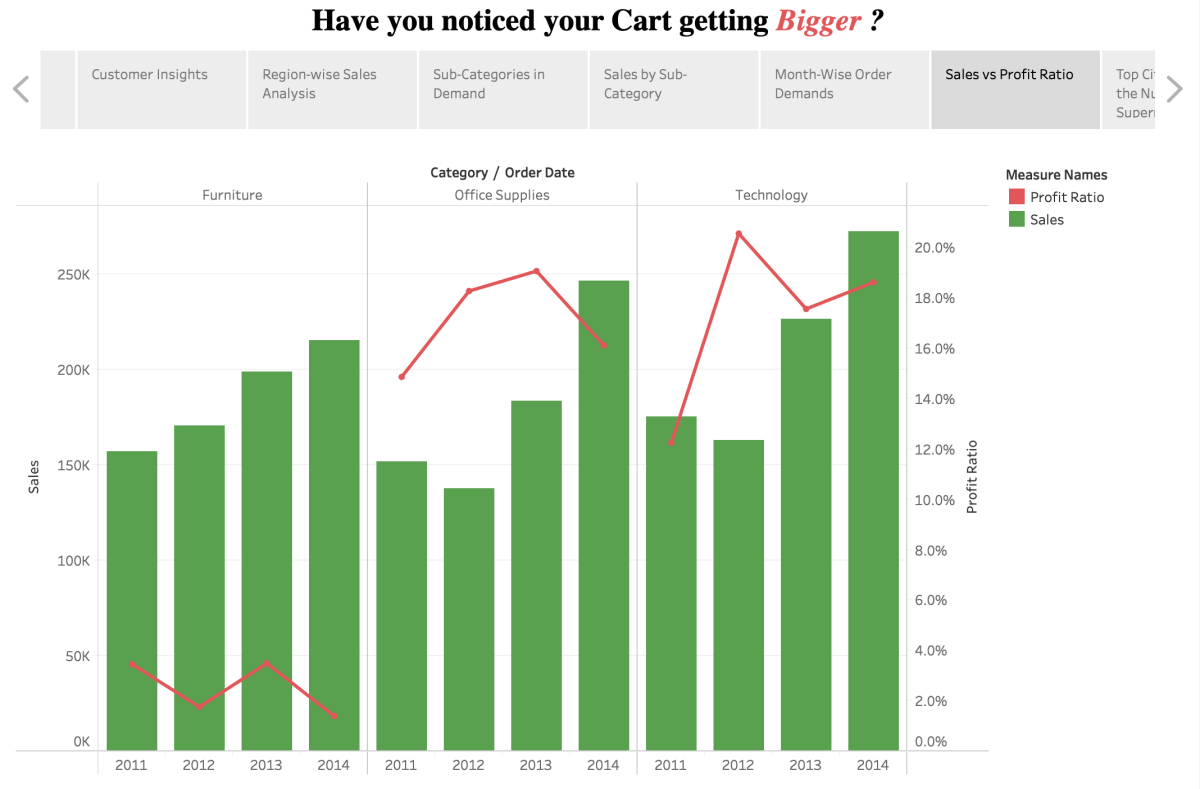 Have you noticed your Cart getting Bigger ?
Customer Insights
Region-wise Sales
Analysis
Sub-Categories in
Demand
Sales by Sub-
Category
Month-Wise Order
Demands
Sales vs Profit Ratio
Top
the
Category / Order Date
Furniture
Office Supplies
Technology
Measure Names
Profit Ratio
Sales
250K
200K
150K
100K
50K
0K
Sales
20.0%
18.0%
16.0%
14.0%
12.0%
10.0%
8.0%
6.0%
4.0%
2.0%
0.0%
Profit Ratio
2011
2012
2013
2014
2011
2012
2013
2014
2011
2012
2013
2014